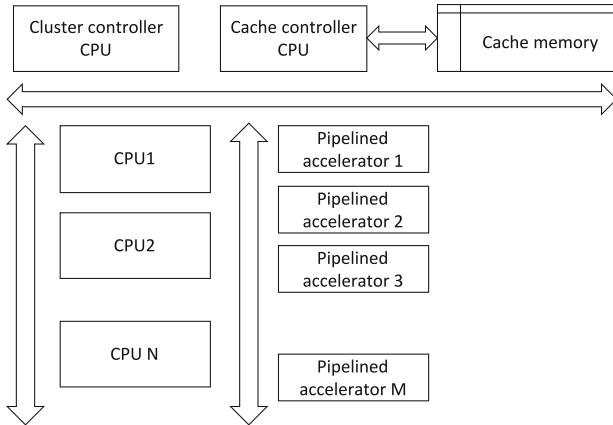 Cluster controller
CPU
Cache controller
CPU
Cache memory
CPU1
CPU2
CPU N
Pipelined
accelerator 1
Pipelined
accelerator 2
Pipelined
accelerator 3
Pipelined
accelerator M